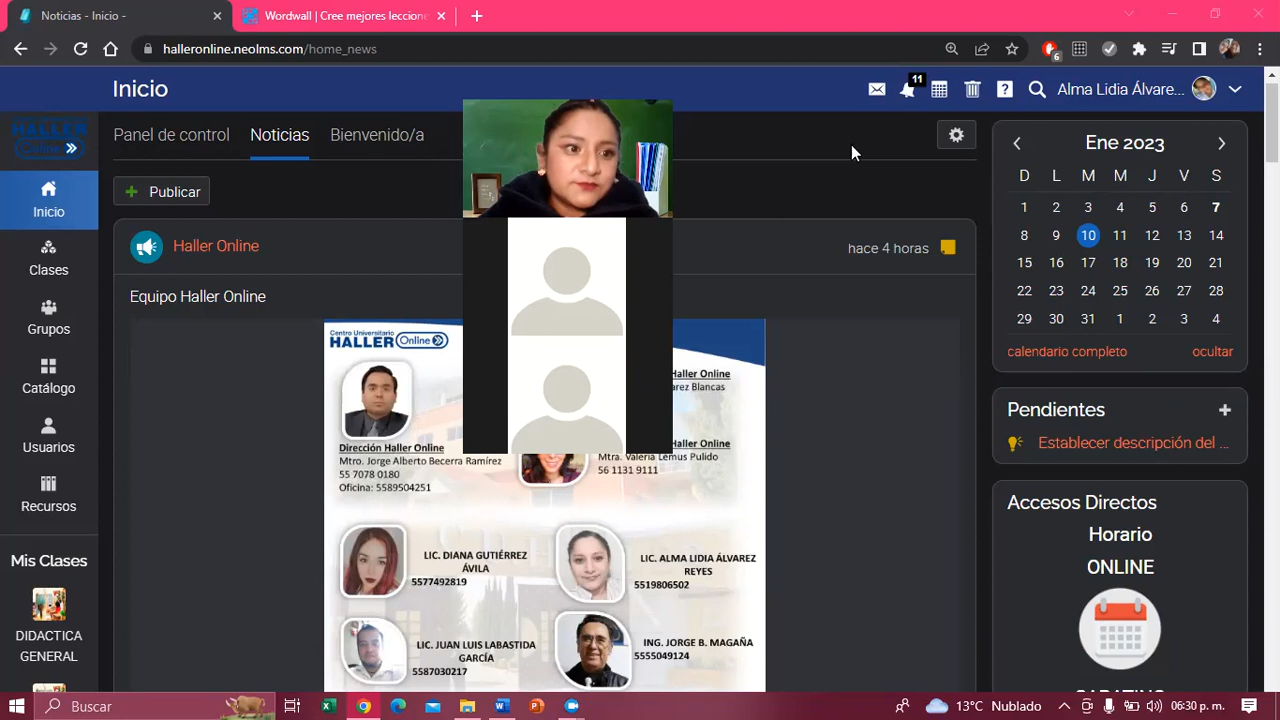 Noticias - Inicio -
Wordwall | Cree mejores leccione
halleronline.neolms.com/home_news
6
Inicio
11
Alma Lidia Álvare...
HALLER
Online
Panel de control
Noticias
Bienvenido/a
Publicar
Inicio
Clases
Grupos
Catálogo
Usuarios
Recursos
Mis Clases
DIDACTICA
GENERAL
Haller Online
hace 4 horas
Equipo Haller Online
Centro Universitario
HALLER Online
Dirección Haller Online
Mtro. Jorge Alberto Becerra Ramírez
55 7078 0180
Oficina: 5589504251
Haller Online
arez Blancas
Haller Online
Mtra. Valeria Lemus Pulido
56 1131 9111
LIC. DIANA GUTIÉRREZ
ÁVILA
5577492819
LIC. ALMA LIDIA ÁLVAREZ
REYES
5519806502
LIC. JUAN LUIS LABASTIDA
GARCÍA
5587030217
ING. JORGE B. MAGAÑA
5555049124
Ene 2023
D L M M J V S
1 2 3 4 5 6 7
8 9 10 11 12 13 14
15 16 17 18 19 20 21
22 23 24 25 26 27 28
29 30 31 1 2 3 4
calendario completo
ocultar
Pendientes
Establecer descripción del ...
Accesos Directos
Horario
ONLINE
SABATINO
Buscar
13°C Nublado
06:30 p. m.